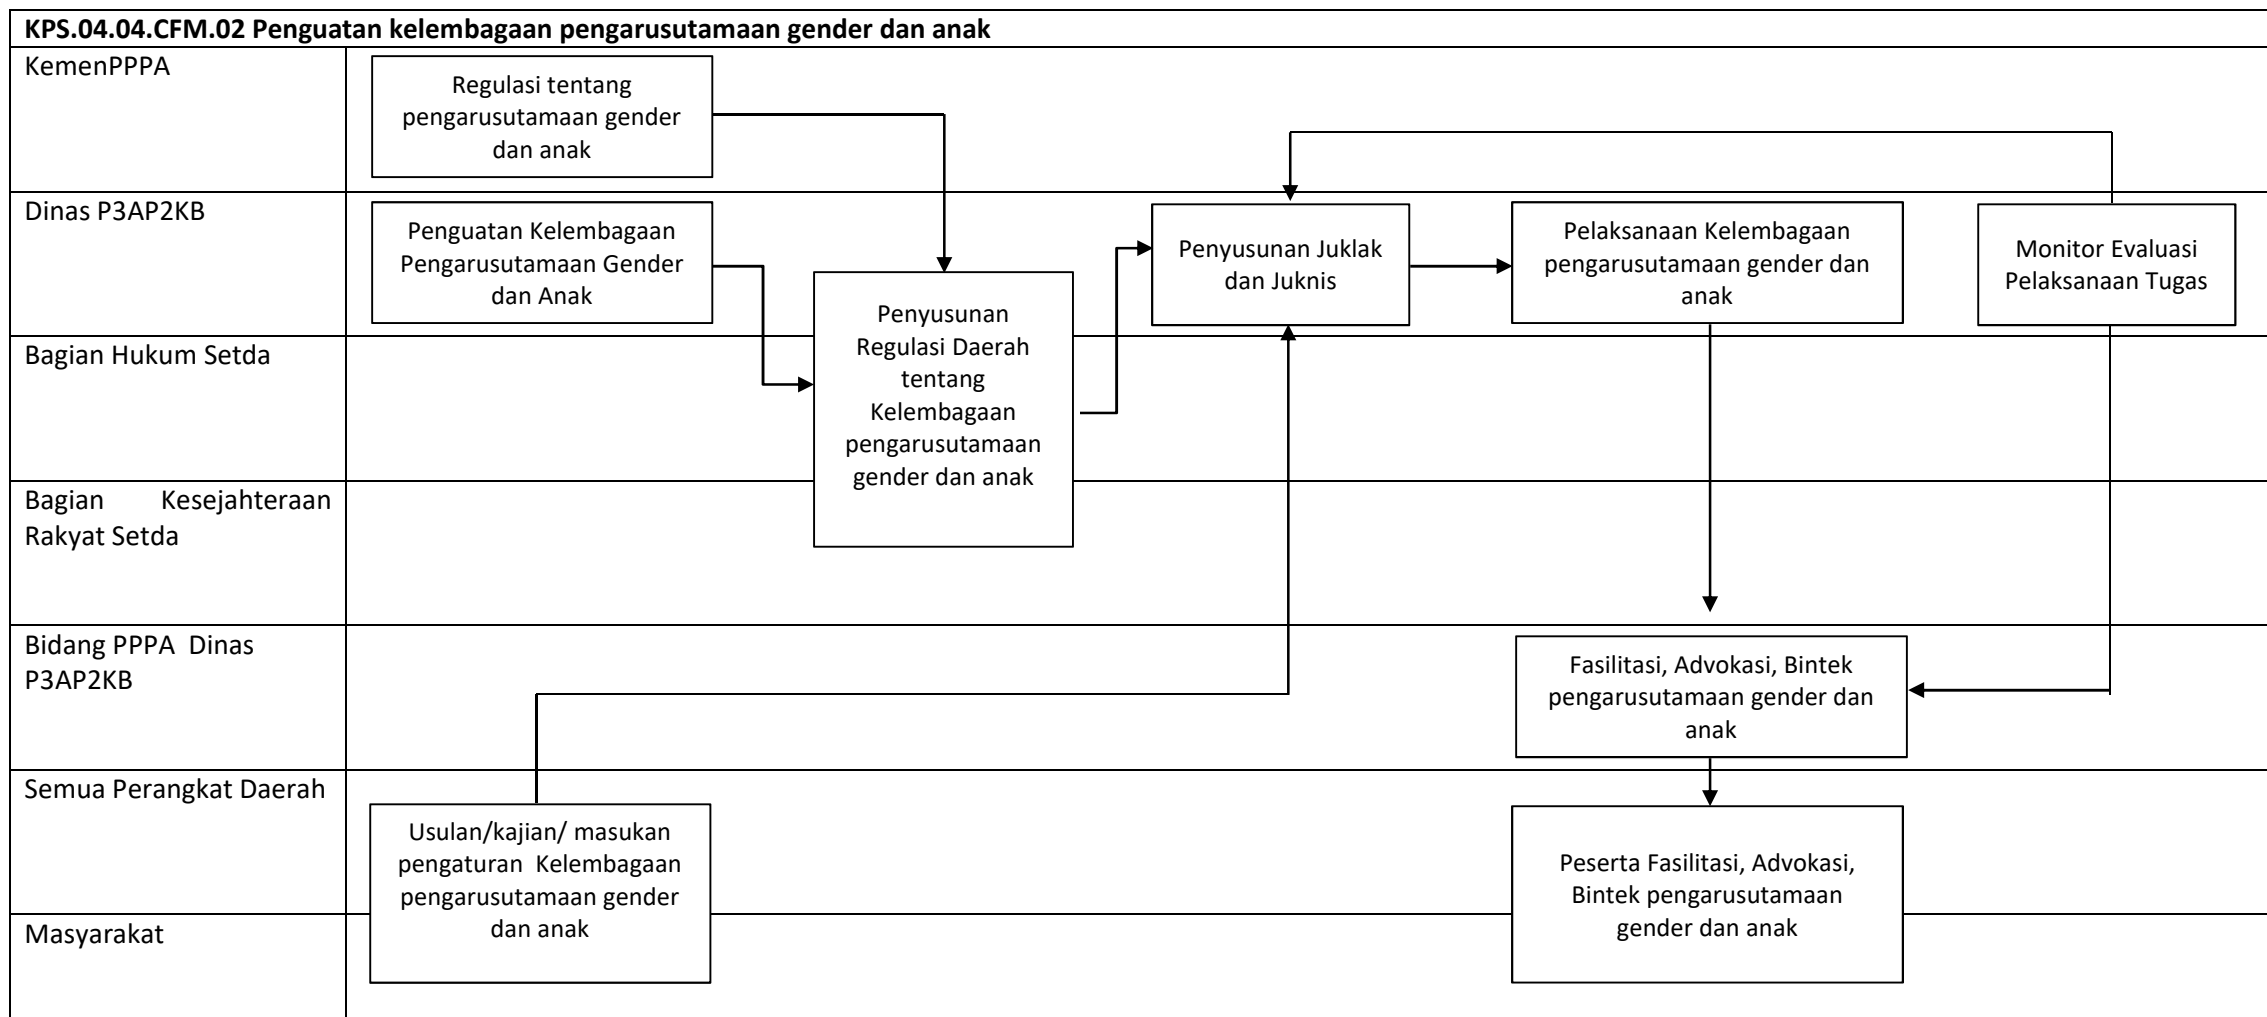 KPS.04.04.CFM.02 Penguatan kelembagaan pengarusutamaan gender dan anak
KemenPPPA
Regulasi tentang
pengarusutamaan gender
dan anak
Dinas P3AP2KB
Penguatan Kelembagaan
Pengarusutamaan Gender
dan Anak
Penyusunan
Regulasi Daerah
tentang
Kelembagaan
pengarusutamaan
gender dan anak
Penyusunan Juklak
dan Juknis
Pelaksanaan Kelembagaan
pengarusutamaan gender dan
anak
Monitor Evaluasi
Pelaksanaan Tugas
Bagian Hukum Setda
Bagian Kesejahteraan
Rakyat Setda
Bidang PPPA Dinas
P3AP2KB
Fasilitasi, Advokasi, Bintek
pengarusutamaan gender dan
anak
Semua Perangkat Daerah
Usulan/kajian/ masukan
pengaturan Kelembagaan
pengarusutamaan gender
dan anak
Peserta Fasilitasi, Advokasi,
Bintek pengarusutamaan
gender dan anak
Masyarakat